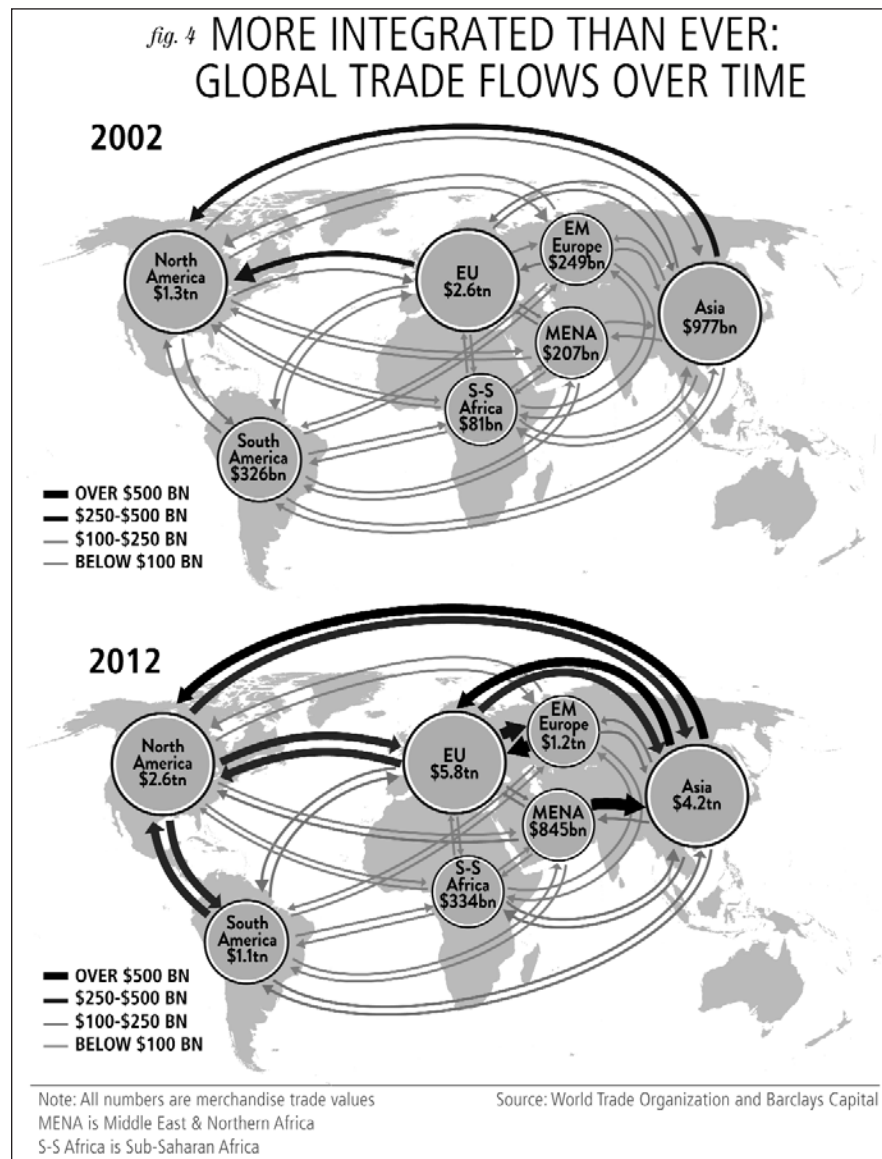 fig. 4 MORE INTEGRATED THAN EVER:
GLOBAL TRADE FLOWS OVER TIME
2002
North
America
$1.3tn
EU
$2.6tn
EM
Europe
$249bn
Asia
$977bn
MENA
$207bn
S-S
Africa
$81bn
South
America
$326bn
OVER $500 BN
$250-$500 BN
$100-$250 BN
BELOW $100 BN
2012
North
America
$2.6tn
EU
$5.8tn
EM
Europe
$1.2tn
Asia
$4.2tn
MENA
$845bn
S-S
Africa
$334bn
South
America
$1.1tn
OVER $500 BN
$250-$500 BN
$100-$250 BN
BELOW $100 BN
Note: All numbers are merchandise trade values
Source: World Trade Organization and Barclays Capital
MENA is Middle East & Northern Africa
S-S Africa is Sub-Saharan Africa